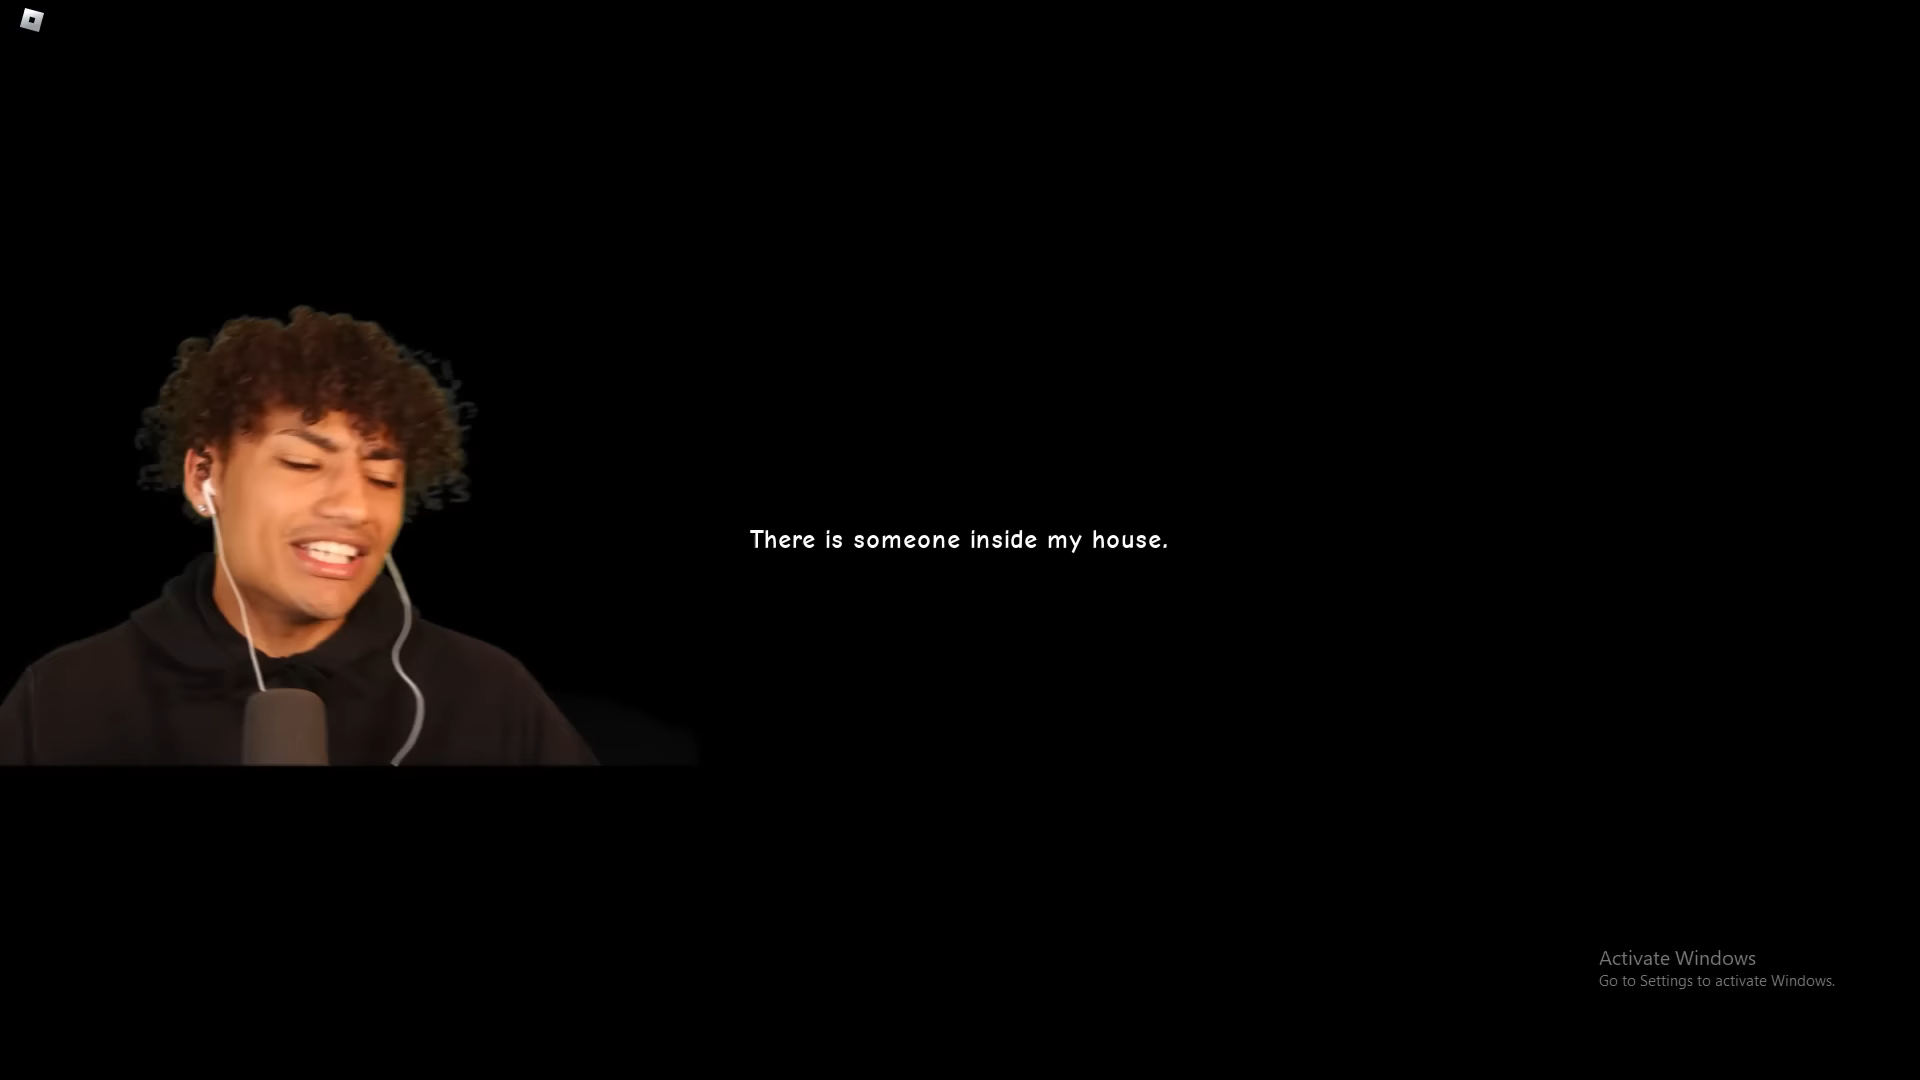 There is someone inside my house.
Activate Windows
Go to Settings to activate Windows.